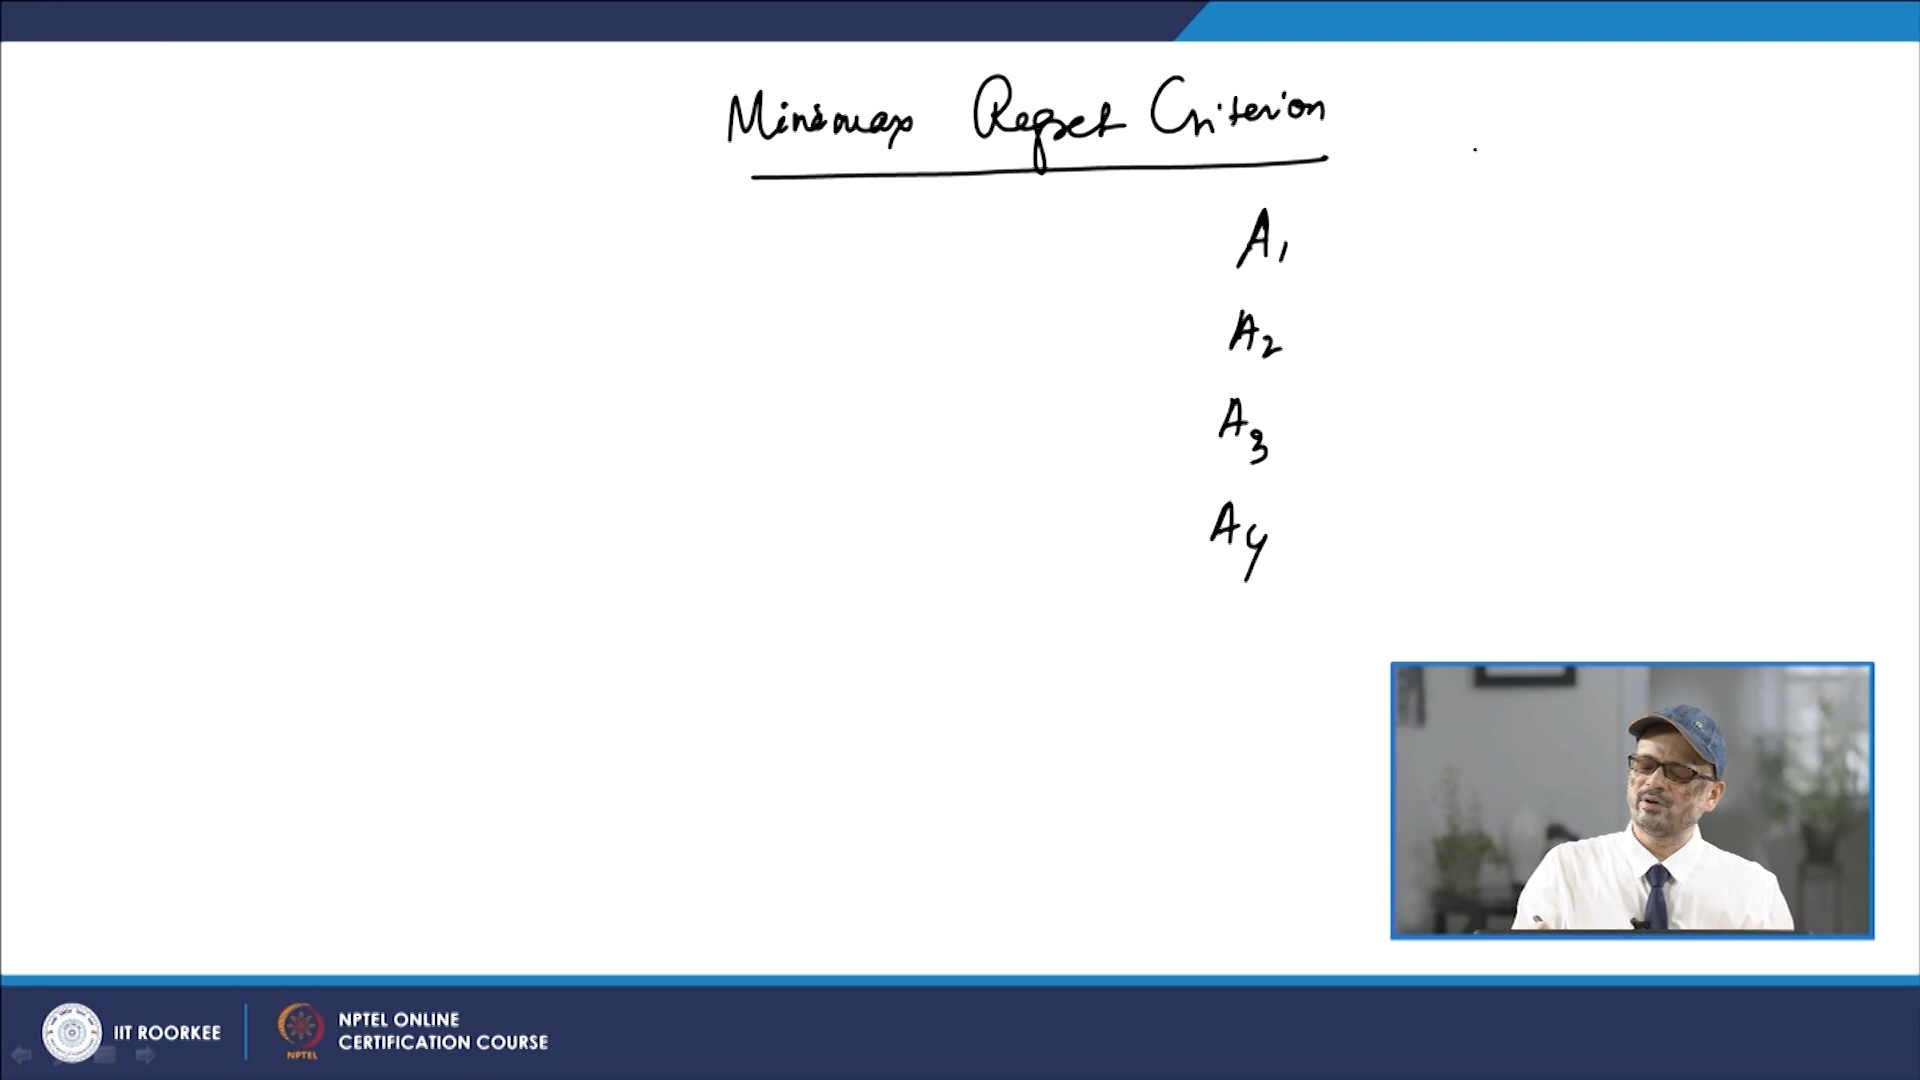 Minimax Regret Criterion
A1
A2
A3
A4
IIT ROORKEE
NPTEL
NPTEL ONLINE
CERTIFICATION COURSE